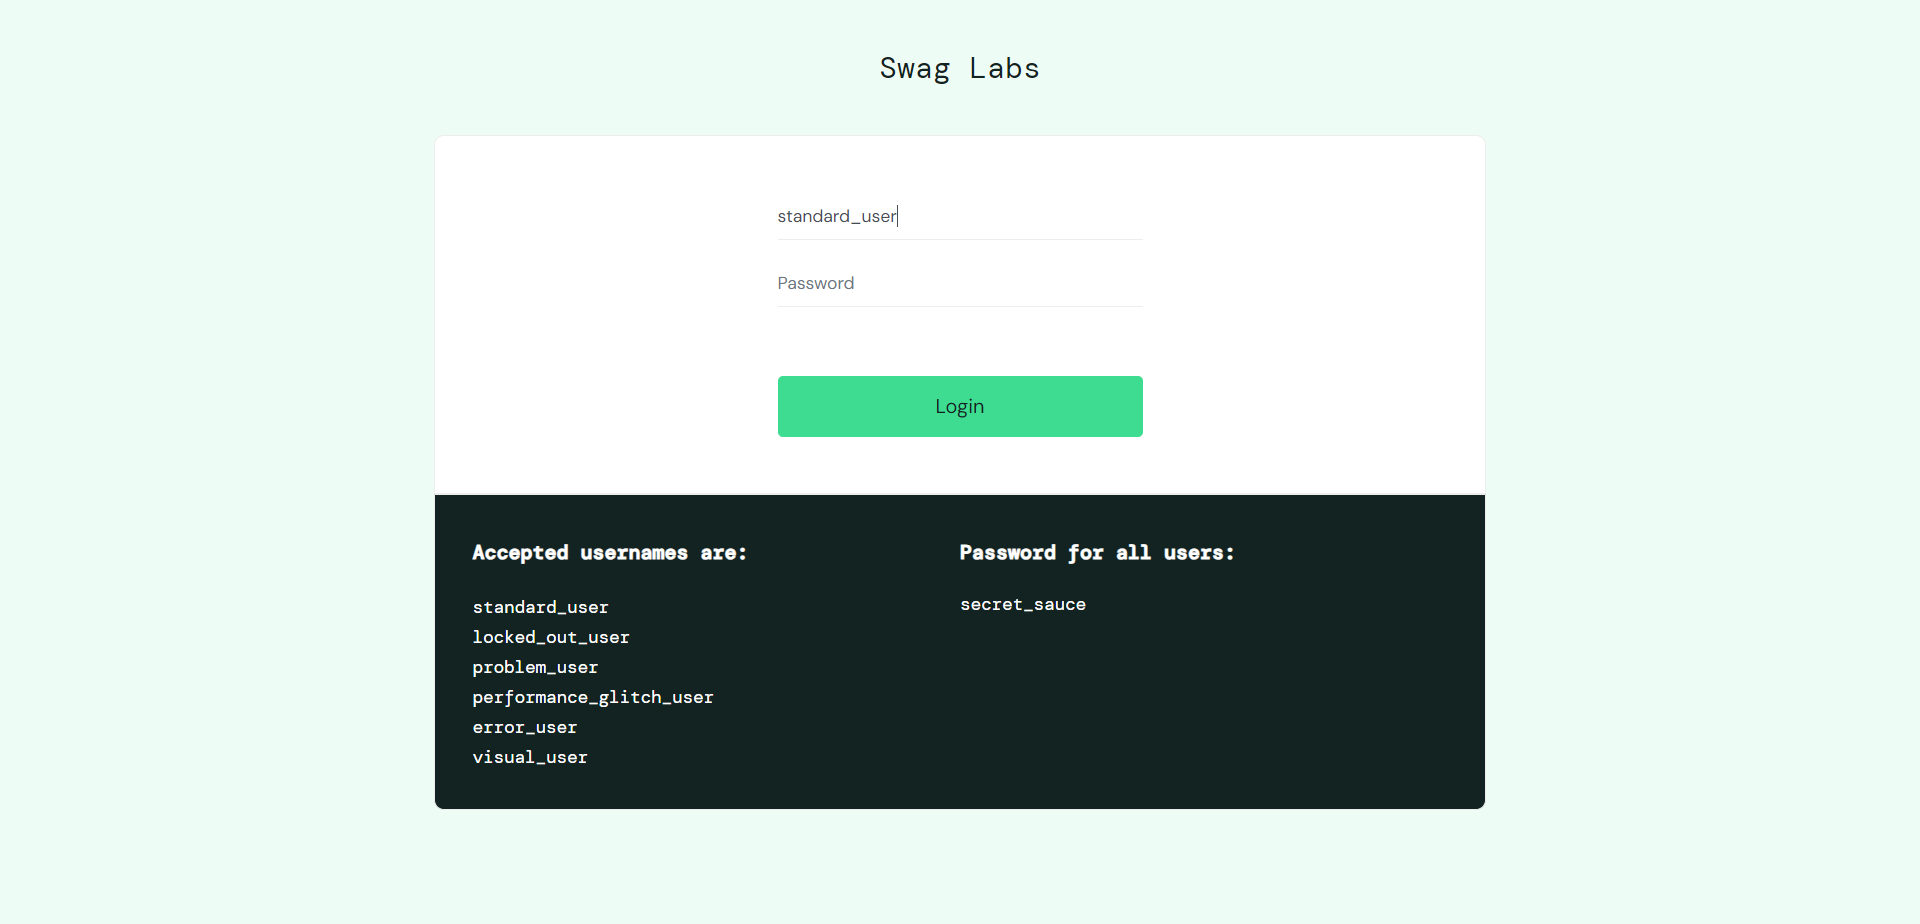 Swag Labs
standard_user
Password
Login
Accepted usernames are:
standard_user
locked_out_user
problem_user
performance_glitch_user
error_user
visual_user
Password for all users:
secret_sauce